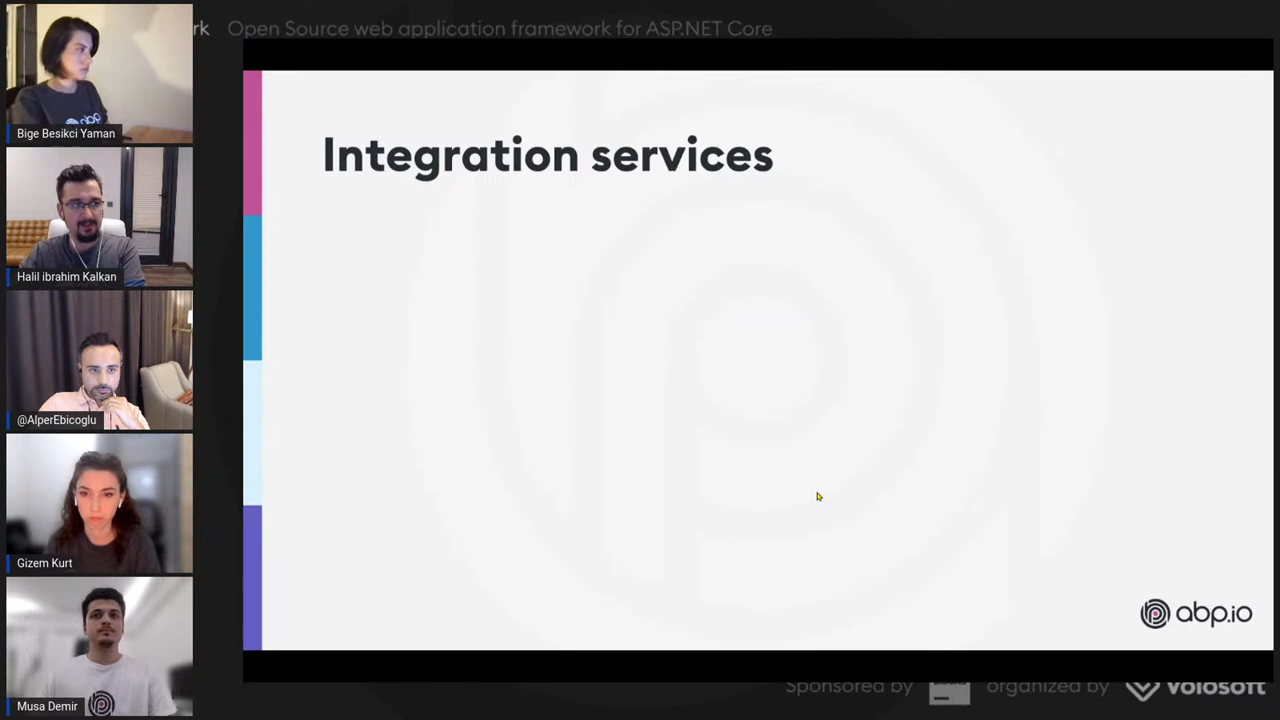 rk Open Source web application framework for ASP.NET Core
Integration services
abp
Bige Besikci Yaman
Halil ibrahim Kalkan
@AlperEbicoglu
Gizem Kurt
Musa Demir
abp.io
Sponsored by
organized by
volosoft